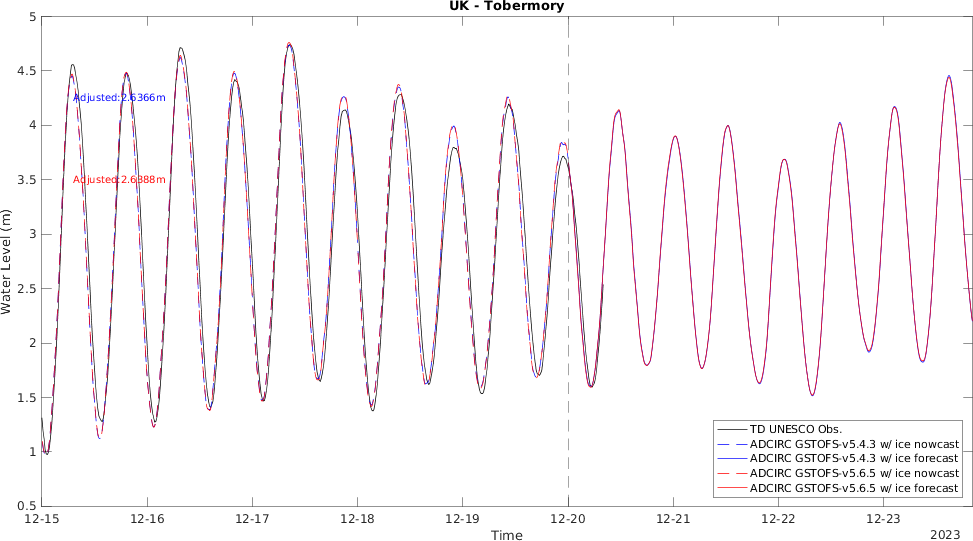 UK - Tobermory
5
4.5
4
3.5
3
2.5
2
1.5
1
0.5
Water Level (m)
Adjusted:2.6366m
Adjusted:2.6388m
TD UNESCO Obs.
ADCIRC GSTOFS-v5.4.3 w/ ice nowcast
ADCIRC GSTOFS-v5.4.3 w/ ice forecast
ADCIRC GSTOFS-v5.6.5 w/ ice nowcast
ADCIRC GSTOFS-v5.6.5 w/ ice forecast
12-15 12-16 12-17 12-18 12-19 12-20 12-21 12-22 12-23
Time
2023